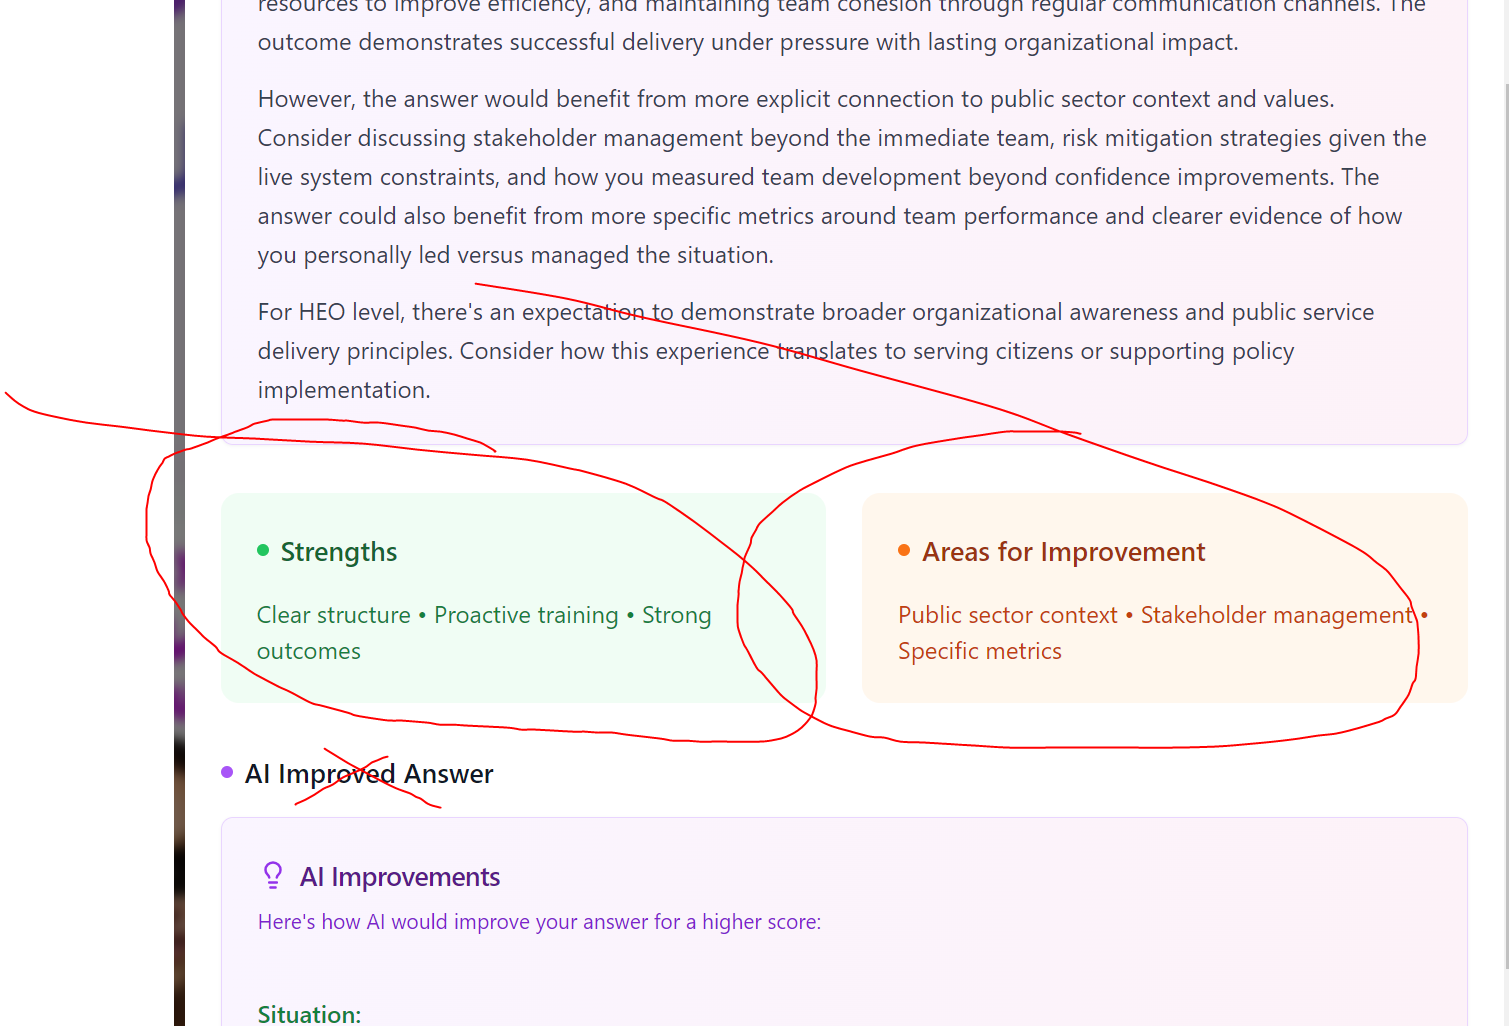 resources to improve efficiency, and maintaining team cohesion through regular communication channels. The
outcome demonstrates successful delivery under pressure with lasting organizational impact.
However, the answer would benefit from more explicit connection to public sector context and values.
Consider discussing stakeholder management beyond the immediate team, risk mitigation strategies given the
live system constraints, and how you measured team development beyond confidence improvements. The
answer could also benefit from more specific metrics around team performance and clearer evidence of how
you personally led versus managed the situation.
For HEO level, there's an expectation to demonstrate broader organizational awareness and public service
delivery principles. Consider how this experience translates to serving citizens or supporting policy
implementation.
Strengths
Clear structure • Proactive training • Strong
outcomes
Areas for Improvement
Public sector context • Stakeholder management •
Specific metrics
AI Improved Answer
AI Improvements
Here's how AI would improve your answer for a higher score:
Situation: